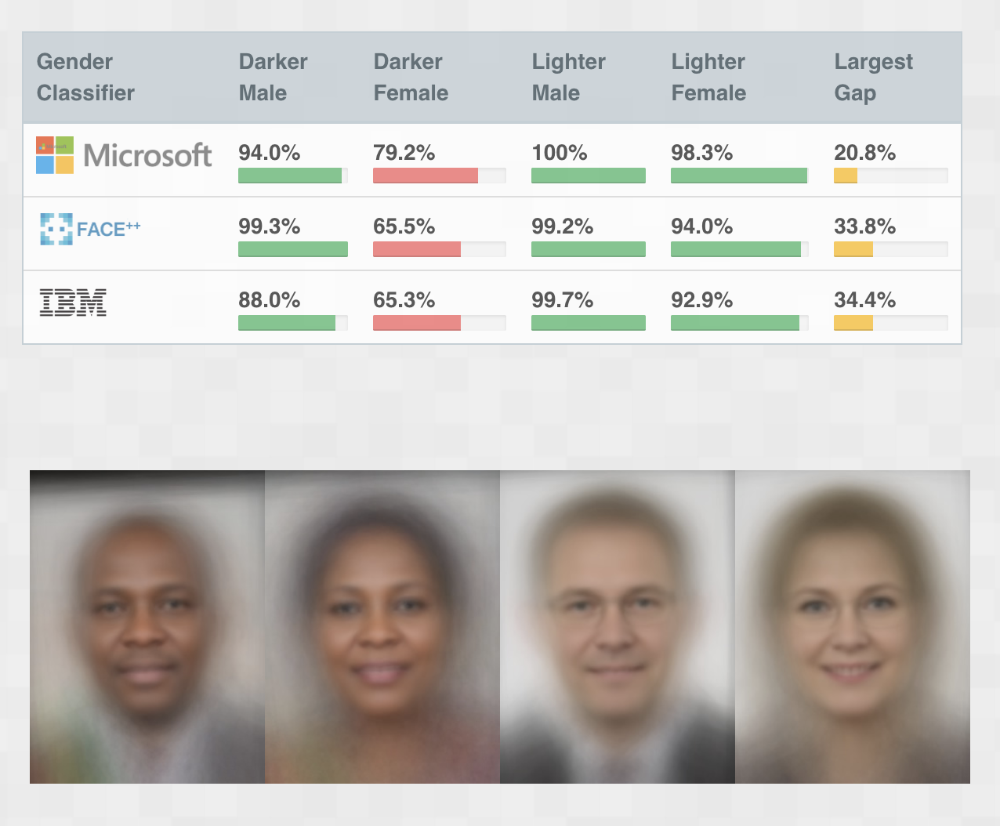 Gender Classifier
Darker Male
Darker Female
Lighter Male
Lighter Female
Largest Gap
Microsoft 94.0% 79.2% 100% 98.3% 20.8%
FACE++ 99.3% 65.5% 99.2% 94.0% 33.8%
IBM 88.0% 65.3% 99.7% 92.9% 34.4%